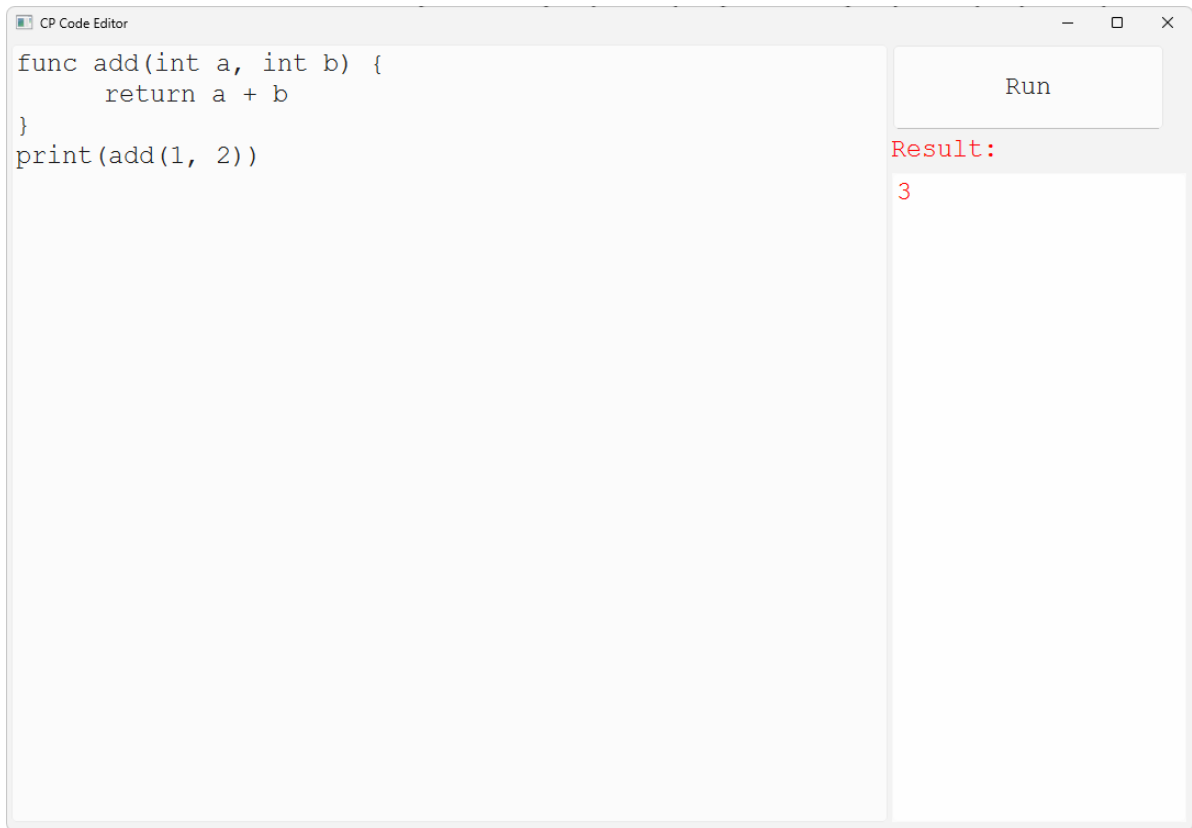 CP Code Editor
func add(int a, int b) {
return a + b
}
print(add(1, 2))
Run
Result:
3